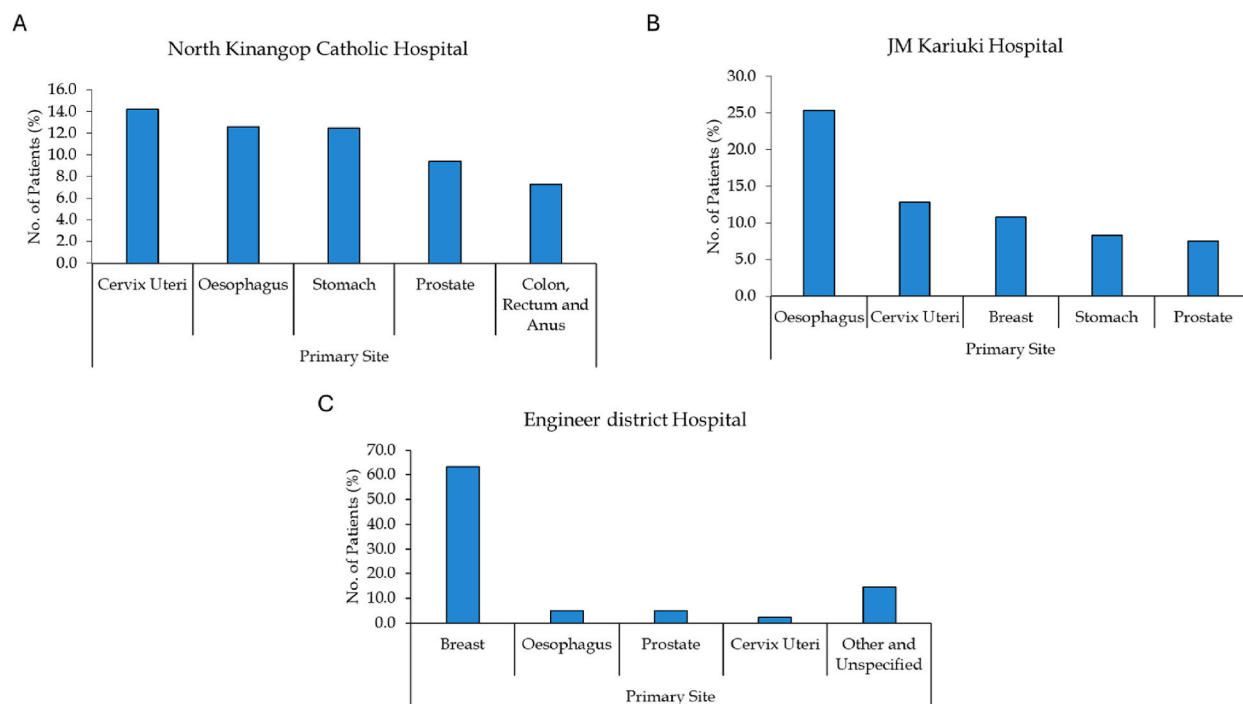 A
North Kinangop Catholic Hospital
No. of Patients (%)
16.0
14.0
12.0
10.0
8.0
6.0
4.0
2.0
0.0
Cervix Uteri
Oesophagus
Stomach
Prostate
Colon,
Rectum and
Anus
Primary Site
B
JM Kariuki Hospital
No. of Patients (%)
30.0
25.0
20.0
15.0
10.0
5.0
0.0
Oesophagus
Cervix Uteri
Breast
Stomach
Prostate
Primary Site
C
Engineer district Hospital
No. of Patients (%)
70.0
60.0
50.0
40.0
30.0
20.0
10.0
0.0
Breast
Oesophagus
Prostate
Cervix Uteri
Other and
Unspecified
Primary Site